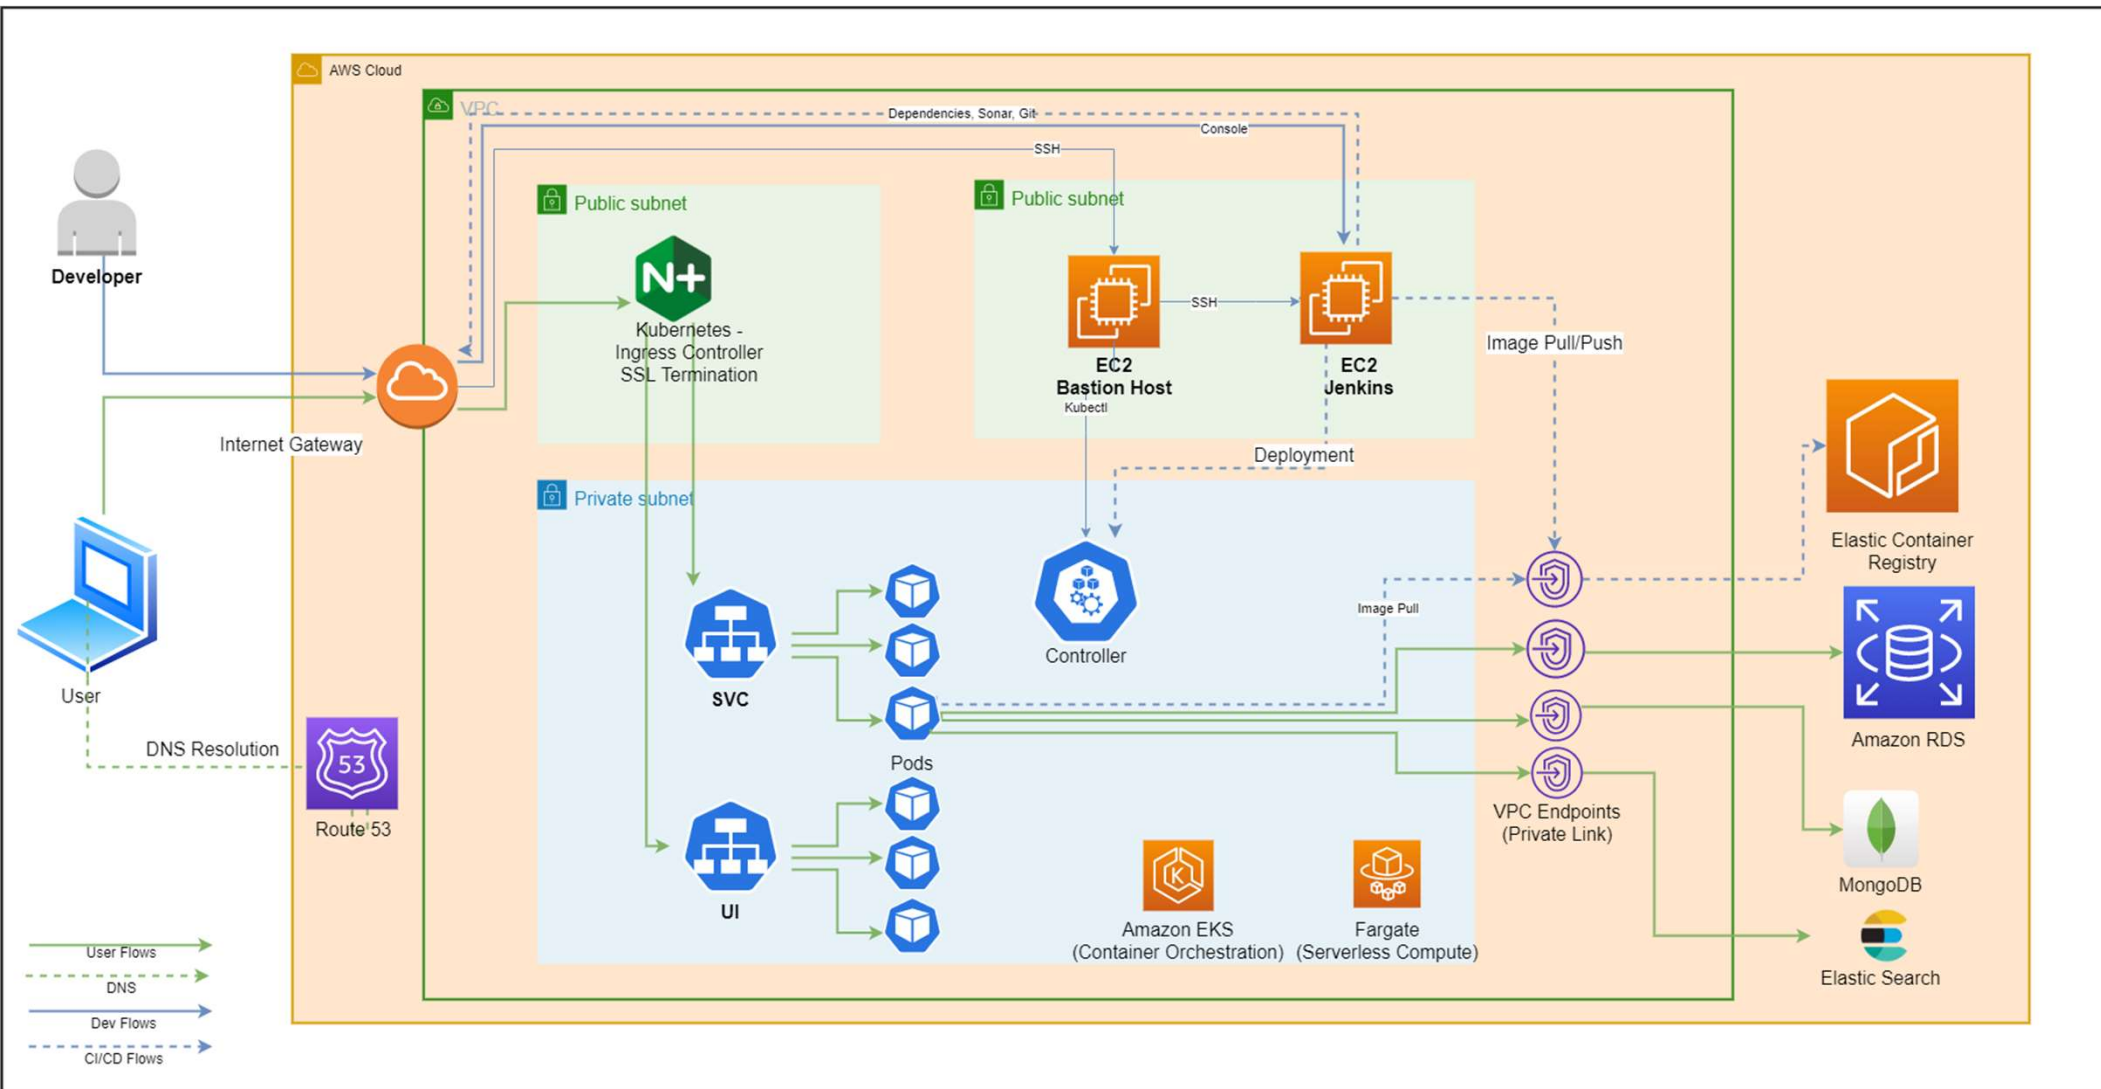 AWS Cloud
VPC
Dependencies, Sonar, Git
Console
SSH
Public subnet
Public subnet
Developer
N+
Kubernetes -
Ingress Controller
SSL Termination
SSH
EC2
Bastion Host
EC2
Jenkins
Image Pull/Push
Kubectl
Internet Gateway
Deployment
Private subnet
Elastic Container
Registry
Image Pull
Controller
SVC
User
DNS Resolution
53
Route 53
Pods
Amazon RDS
VPC Endpoints
(Private Link)
K
MongoDB
UI
Amazon EKS
(Container Orchestration)
Fargate
(Serverless Compute)
Elastic Search
User Flows
DNS
Dev Flows
CI/CD Flows